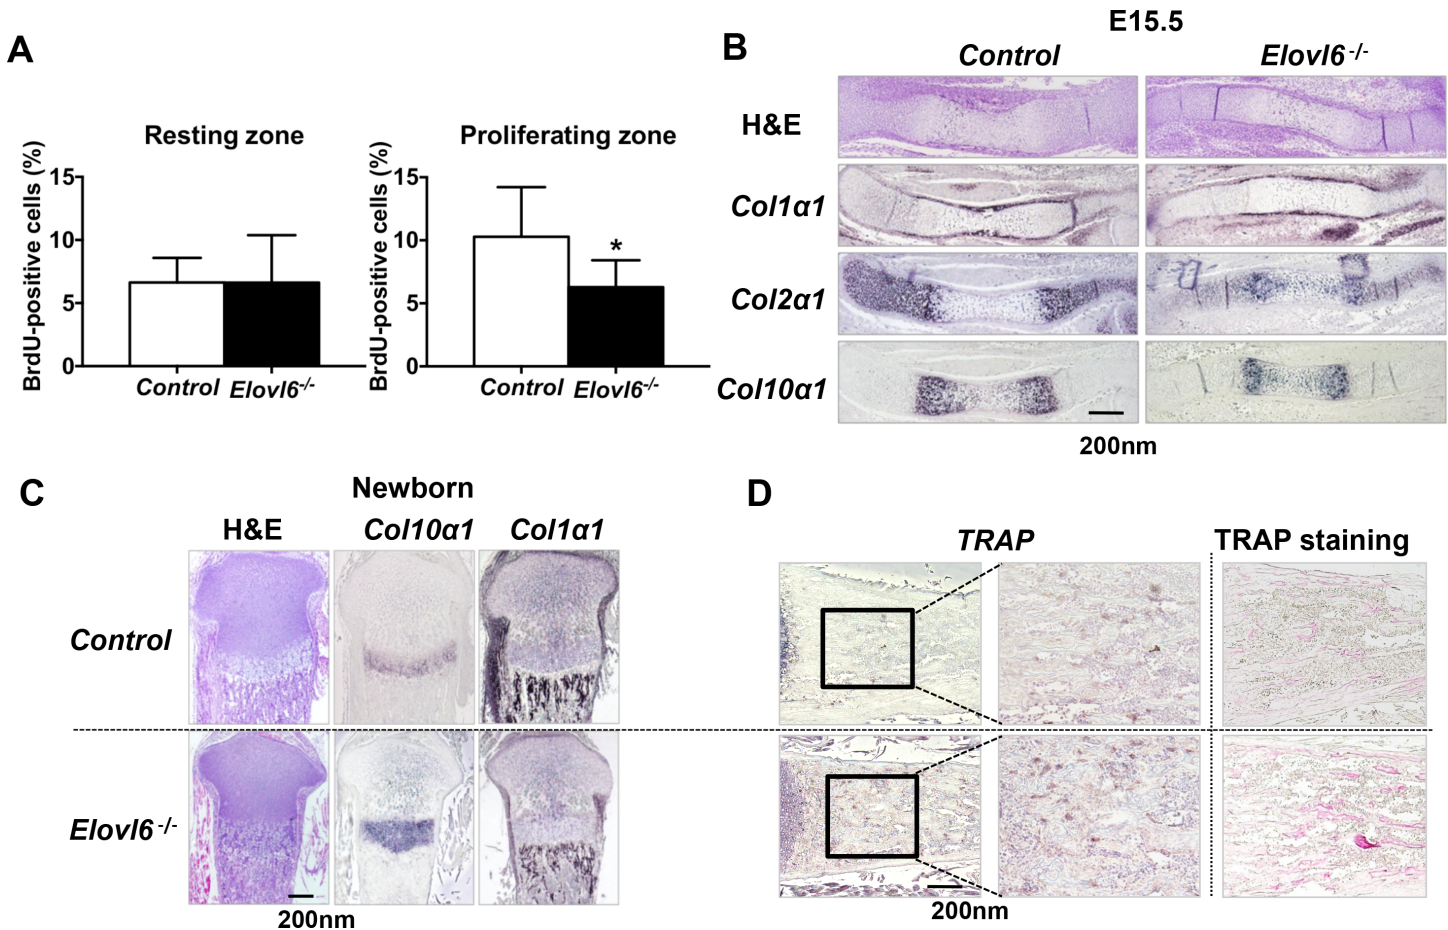 A
Resting zone
BrdU-positive cells (%)
15
10
5
0
Control Elovl6-/-
Proliferating zone
BrdU-positive cells (%)
15
10
5
0
*
Control Elovl6-/-
B
E15.5
Control Elovl6 -/-
H&E
Col1α1
Col2α1
Col10α1
200nm
C
Newborn
H&E Col10α1 Col1α1
Control
Elovl6 -/-
200nm
D
TRAP TRAP staining
200nm